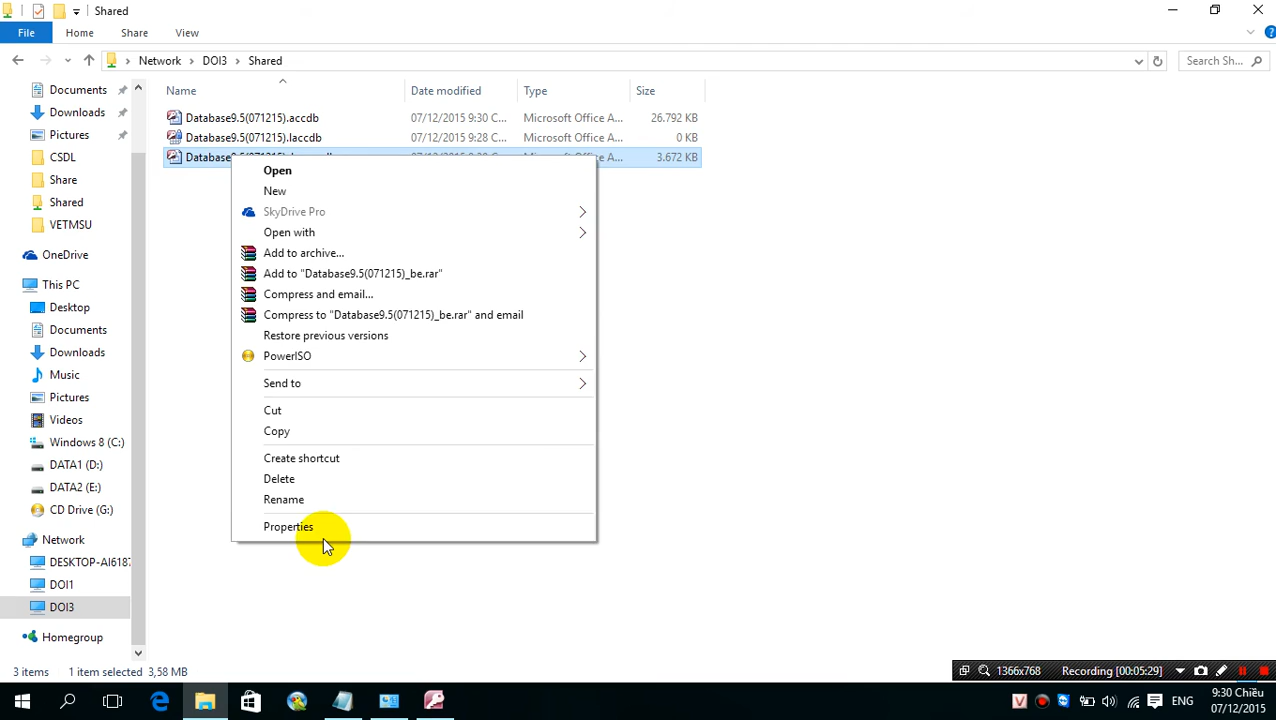 Shared
File
Home
Share
View
Network
DOI3
Shared
Search Sh...
Documents
Downloads
Pictures
CSDL
Share
Shared
VETMSU
OneDrive
This PC
Desktop
Documents
Downloads
Music
Pictures
Videos
Windows 8 (C:)
DATA1 (D:)
DATA2 (E:)
CD Drive (G:)
Network
DESKTOP-AI6187
DOI1
DOI3
Homegroup
Name Date modified Type Size
Database9.5(071215).accdb 07/12/2015 9:30 C... Microsoft Office A... 26.792 KB
Database9.5(071215).laccdb 07/12/2015 9:28 C... Microsoft Office A... 0 KB
3.672 KB
Open
New
SkyDrive Pro
Open with
Add to archive...
Add to "Database9.5(071215)_be.rar"
Compress and email...
Compress to "Database9.5(071215)_be.rar" and email
Restore previous versions
PowerISO
Send to
Cut
Copy
Create shortcut
Delete
Rename
Properties
3 items 1 item selected 3,58 MB
1366x768 Recording [00:05:29]
ENG
9:30 Chiều
07/12/2015